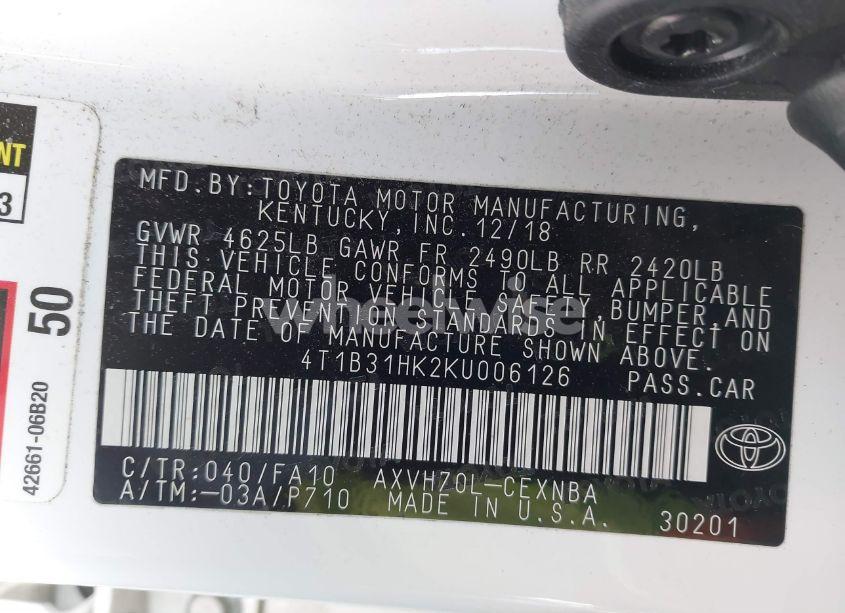 NT
3
50
42661-06B20
MFD.BY:TOYOTA MOTOR MANUFACTURING,
KENTUCKY,INC.12/18
GVWR 4625LB GAWR FR 2490LB RR 2420LB
THIS VEHICLE CONFORMS TO ALL APPLICABLE
FEDERAL MOTOR VEHICLE SAFETY, BUMPER,AND
THEFT PREVENTION STANDARDS IN EFFECT ON
THE DATE OF MANUFACTURE SHOWN ABOVE.
4T1B31HK2KU006126 PASS.CAR
C/TR:040/FA10 AXVH70L-CEXNBA
A/TM:-03A/P710 MADE IN U.S.A. 30201
wheelwise